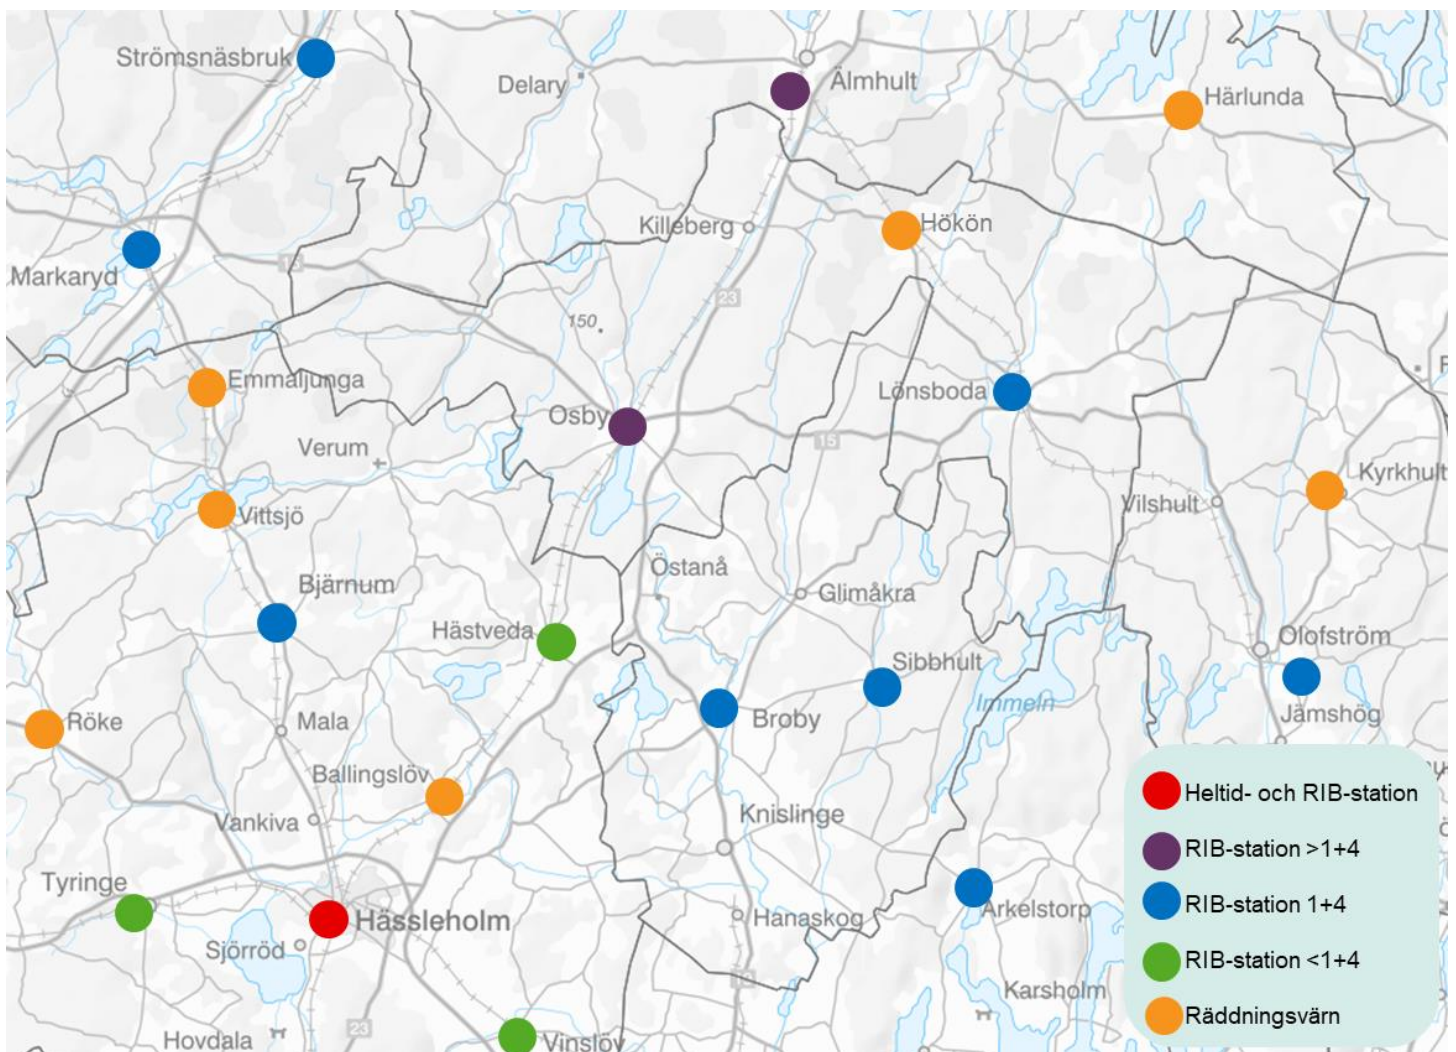 Strömsnäsbruk
Delary
Älmhult
Härlunda
Killeberg
Hökön
Markaryd
15
23
150
Emmaljunga
Lönsboda
Osby
15
Verum
Kyrkhult
Vittsjö
Vilshult
Östanå
Bjärnum
Glimåkra
Hästveda
Olofström
Sibbhult
Immeln
Röke
Mala
Broby
Jämshög
Ballingslöv
Vankiva
Knislinge
Tyringe
Hässleholm
Hanaskog
Arkelstorp
Sjörröd
Karsholm
Hovdala
23
Vinslöv
Heltid- och RIB-station
RIB-station >1+4
RIB-station 1+4
RIB-station <1+4
Räddningsvärn